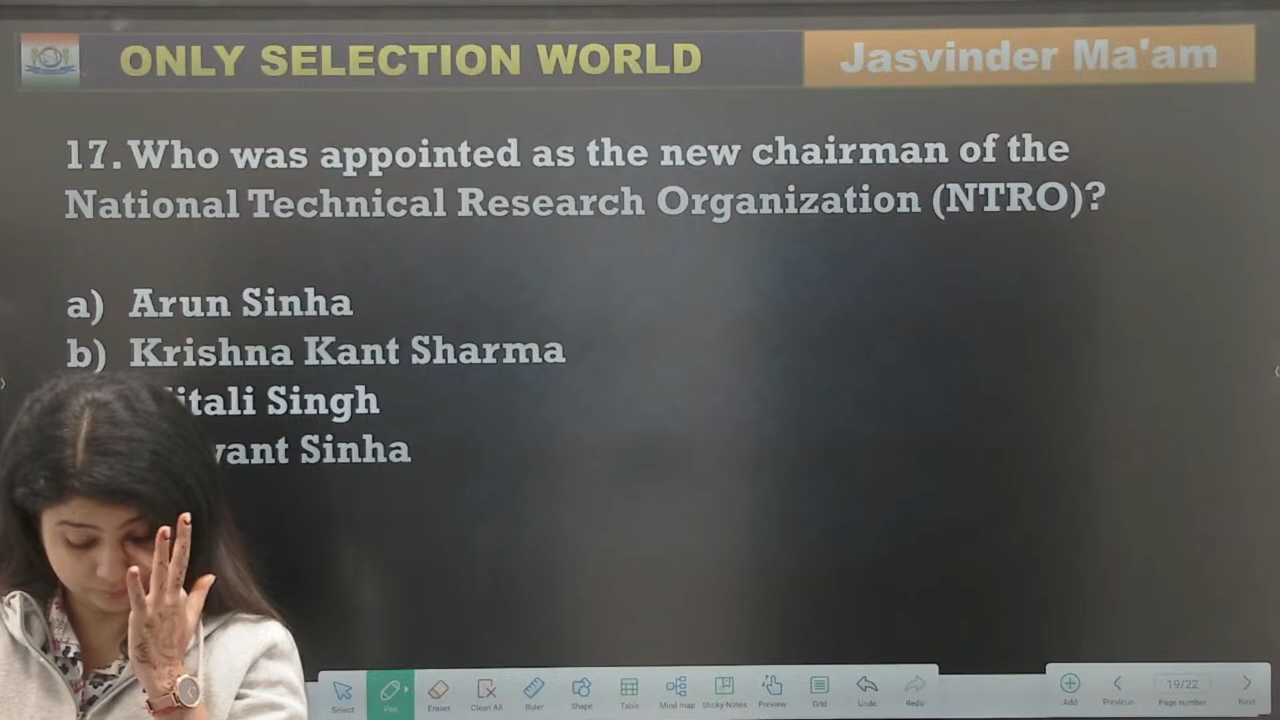 ONLY SELECTION WORLD
Jasvinder Ma'am
17. Who was appointed as the new chairman of the
National Technical Research Organization (NTRO)?
a) Arun Sinha
b) Krishna Kant Sharma
Singh
Sinha
Select
Pen
Eraser
Clean All
Ruler
Shape
Table
Mind map
Sticky-Notes
Preview
Grid
Undo
Redo
Add
Previous
19/22
Page number
Next